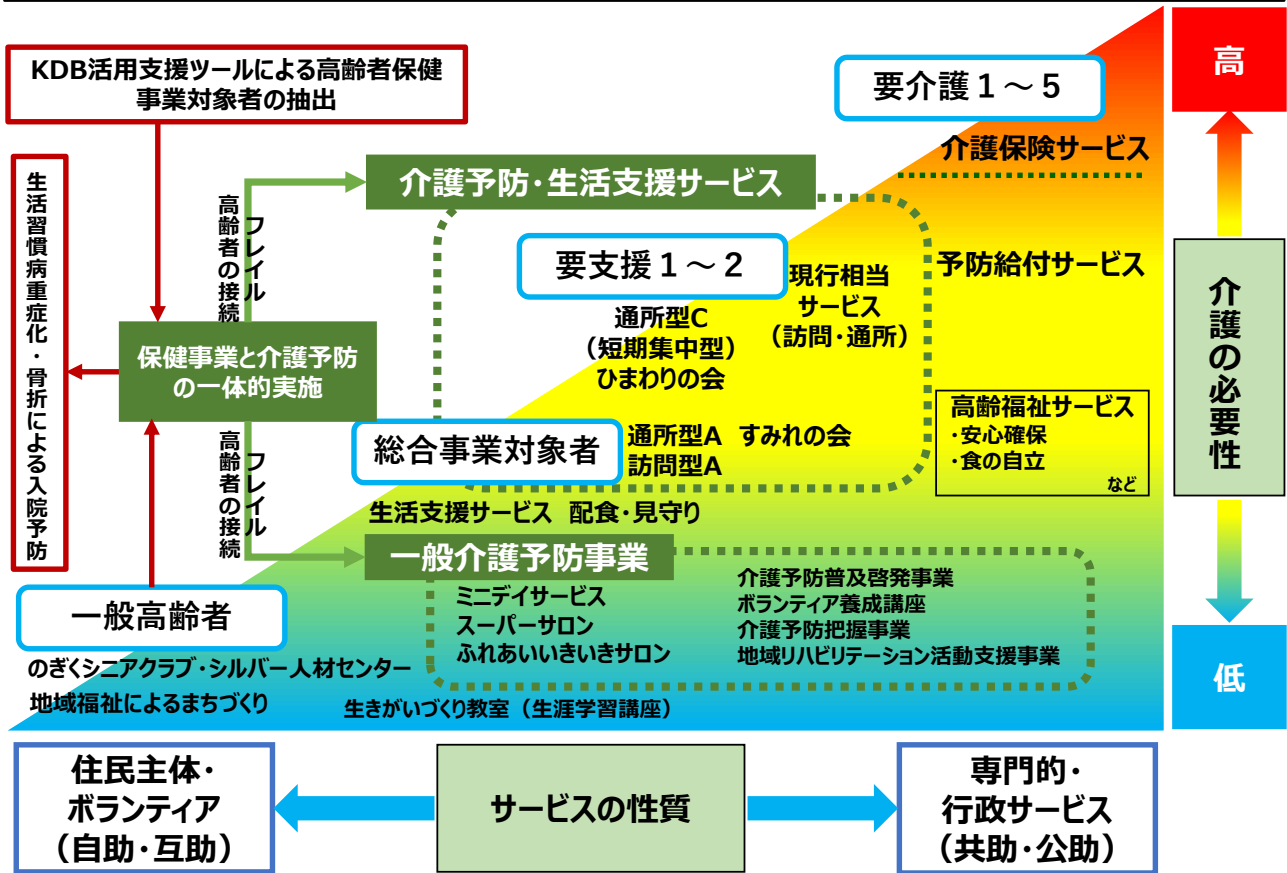 KDB活用支援ツールによる高齢者保健
事業対象者の抽出
生活習慣病重症化・骨折による入院予防
フレイル
高齢者の接続
保健事業と介護予防
の一体的実施
フレイル
高齢者の接続
一般高齢者
のぎくシニアクラブ・シルバー人材センター
地域福祉によるまちづくり
生きがいづくり教室（生涯学習講座）
介護予防・生活支援サービス
要支援１～２
現行相当
サービス
（訪問・通所）
通所型C
（短期集中型）
ひまわりの会
総合事業対象者
通所型A すみれの会
訪問型A
生活支援サービス 配食・見守り
一般介護予防事業
ミニデイサービス
スーパーサロン
ふれあいいきいきサロン
介護予防普及啓発事業
ボランティア養成講座
介護予防把握事業
地域リハビリテーション活動支援事業
要介護１～５
介護保険サービス
予防給付サービス
高齢福祉サービス
・安心確保
・食の自立
など
高
介護の必要性
低
住民主体・
ボランティア
（自助・互助）
サービスの性質
専門的・
行政サービス
（共助・公助）